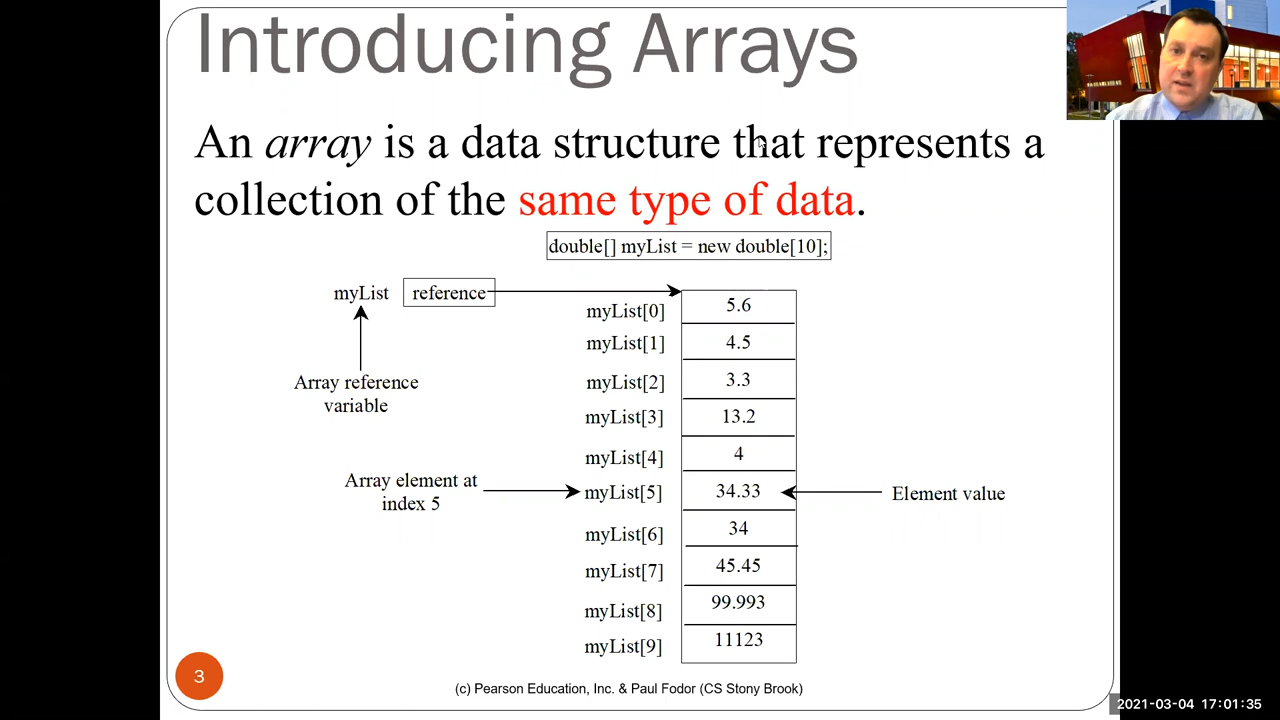 Introducing Arrays
An array is a data structure that represents a
collection of the same type of data.
double[] myList = new double[10];
myList reference
myList[0] 5.6
myList[1] 4.5
Array reference
variable
myList[2] 3.3
myList[3] 13.2
myList[4] 4
Array element at
index 5
myList[5] 34.33
Element value
myList[6] 34
myList[7] 45.45
myList[8] 99.993
myList[9] 11123
3
(c) Pearson Education, Inc. & Paul Fodor (CS Stony Brook)
2021-03-04 17:01:35